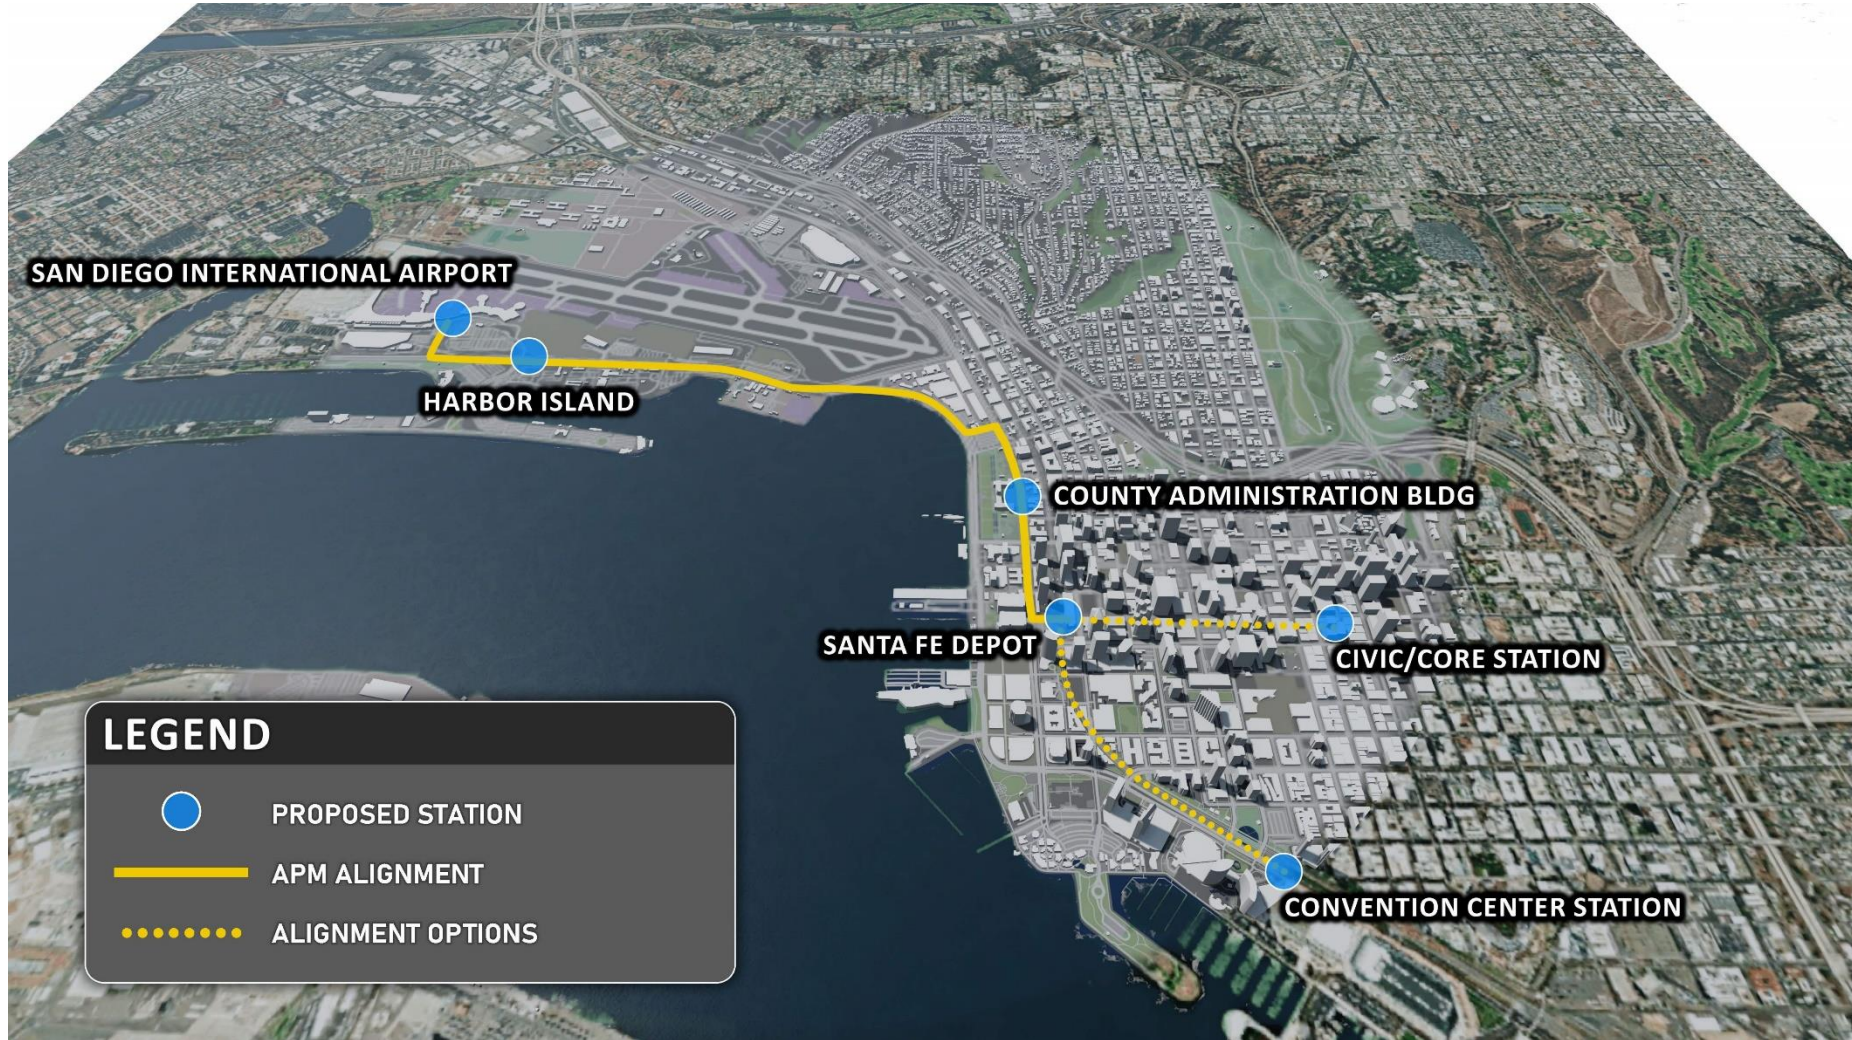 SAN DIEGO INTERNATIONAL AIRPORT
HARBOR ISLAND
COUNTY ADMINISTRATION BLDG
SANTA FE DEPOT
CIVIC/CORE STATION
CONVENTION CENTER STATION
LEGEND
PROPOSED STATION
APM ALIGNMENT
ALIGNMENT OPTIONS